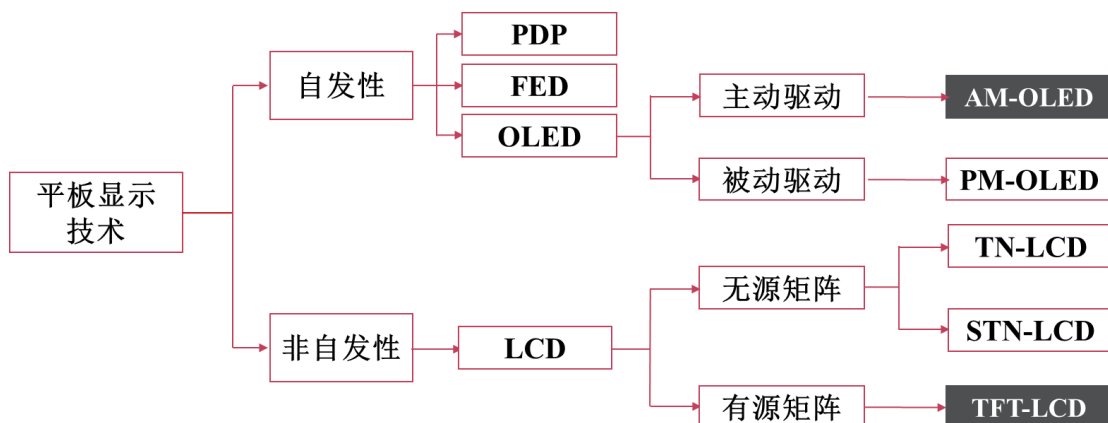 平板显示
技术
自发性
PDP
FED
OLED
主动驱动
AM-OLED
被动驱动
PM-OLED
非自发性
LCD
无源矩阵
TN-LCD
STN-LCD
有源矩阵
TFT-LCD